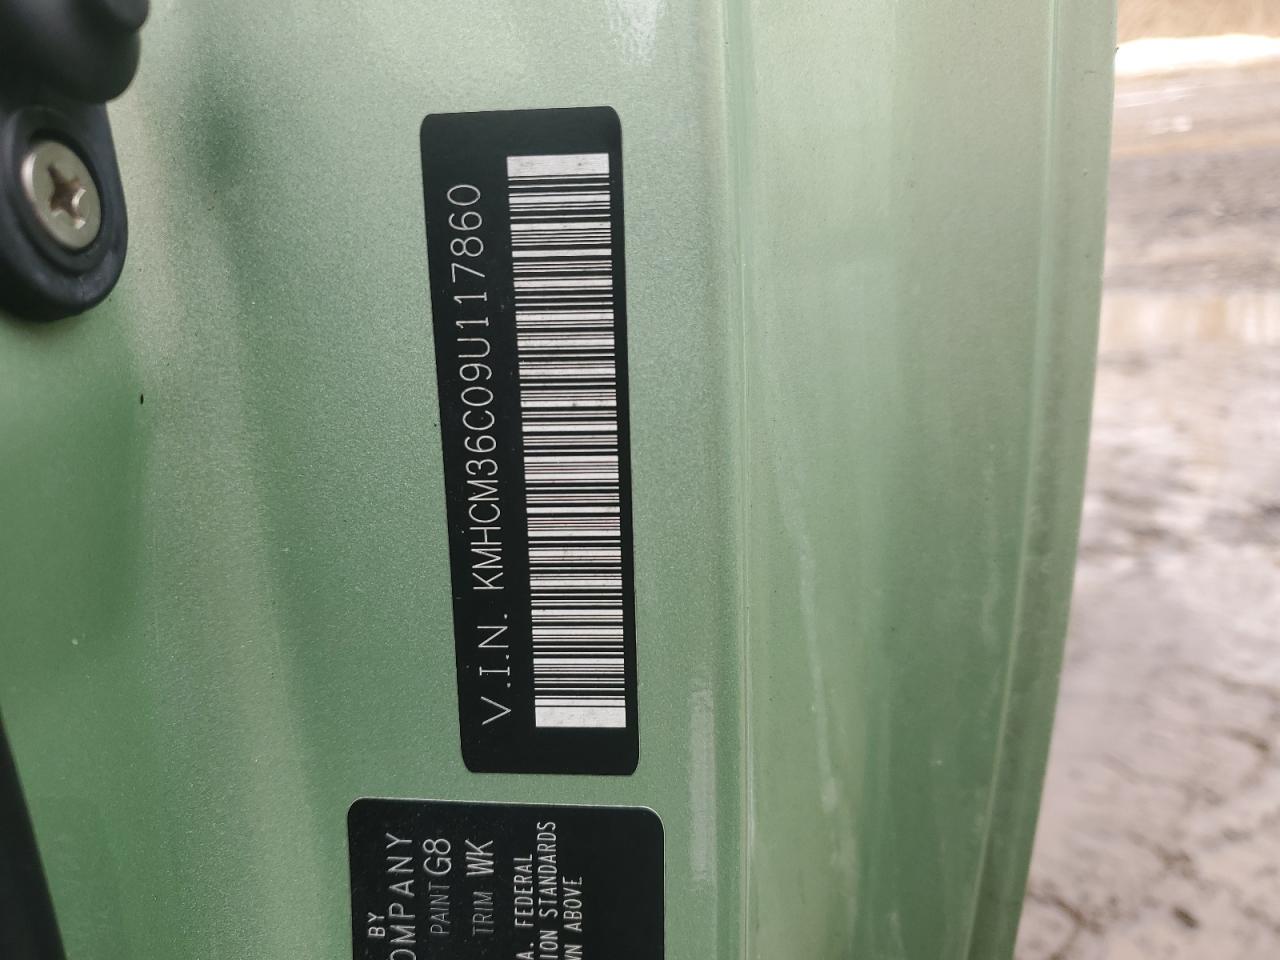 V.I.N. KMHCM36C09U117860
BY
OMPANY
PAINT G8
TRIM WK
A. FEDERAL
ION STANDARDS
WN ABOVE